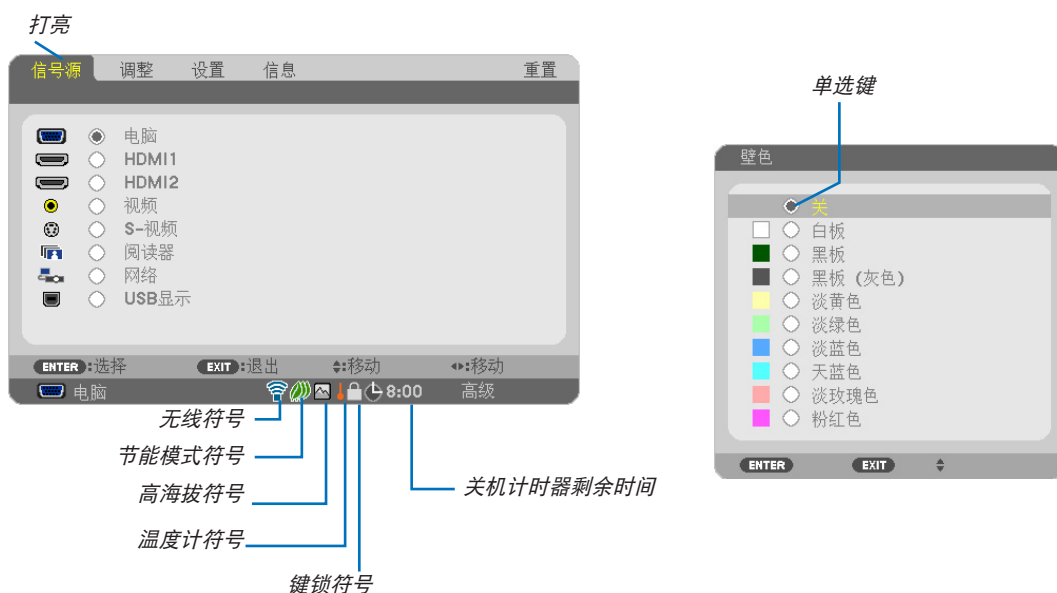 打亮
信号源 调整 设置 信息 重置
电脑
HDMI1
HDMI2
视频
S-视频
阅读器
网络
USB显示
ENTER:选择 EXIT:退出 :移动 :移动
电脑 8:00 高级
无线符号
节能模式符号
高海拔符号
温度计符号
键锁符号
关机计时器剩余时间
单选键
壁色
关
白板
黑板
黑板 (灰色)
淡黄色
淡绿色
淡蓝色
天蓝色
淡玫瑰色
粉红色
ENTER EXIT